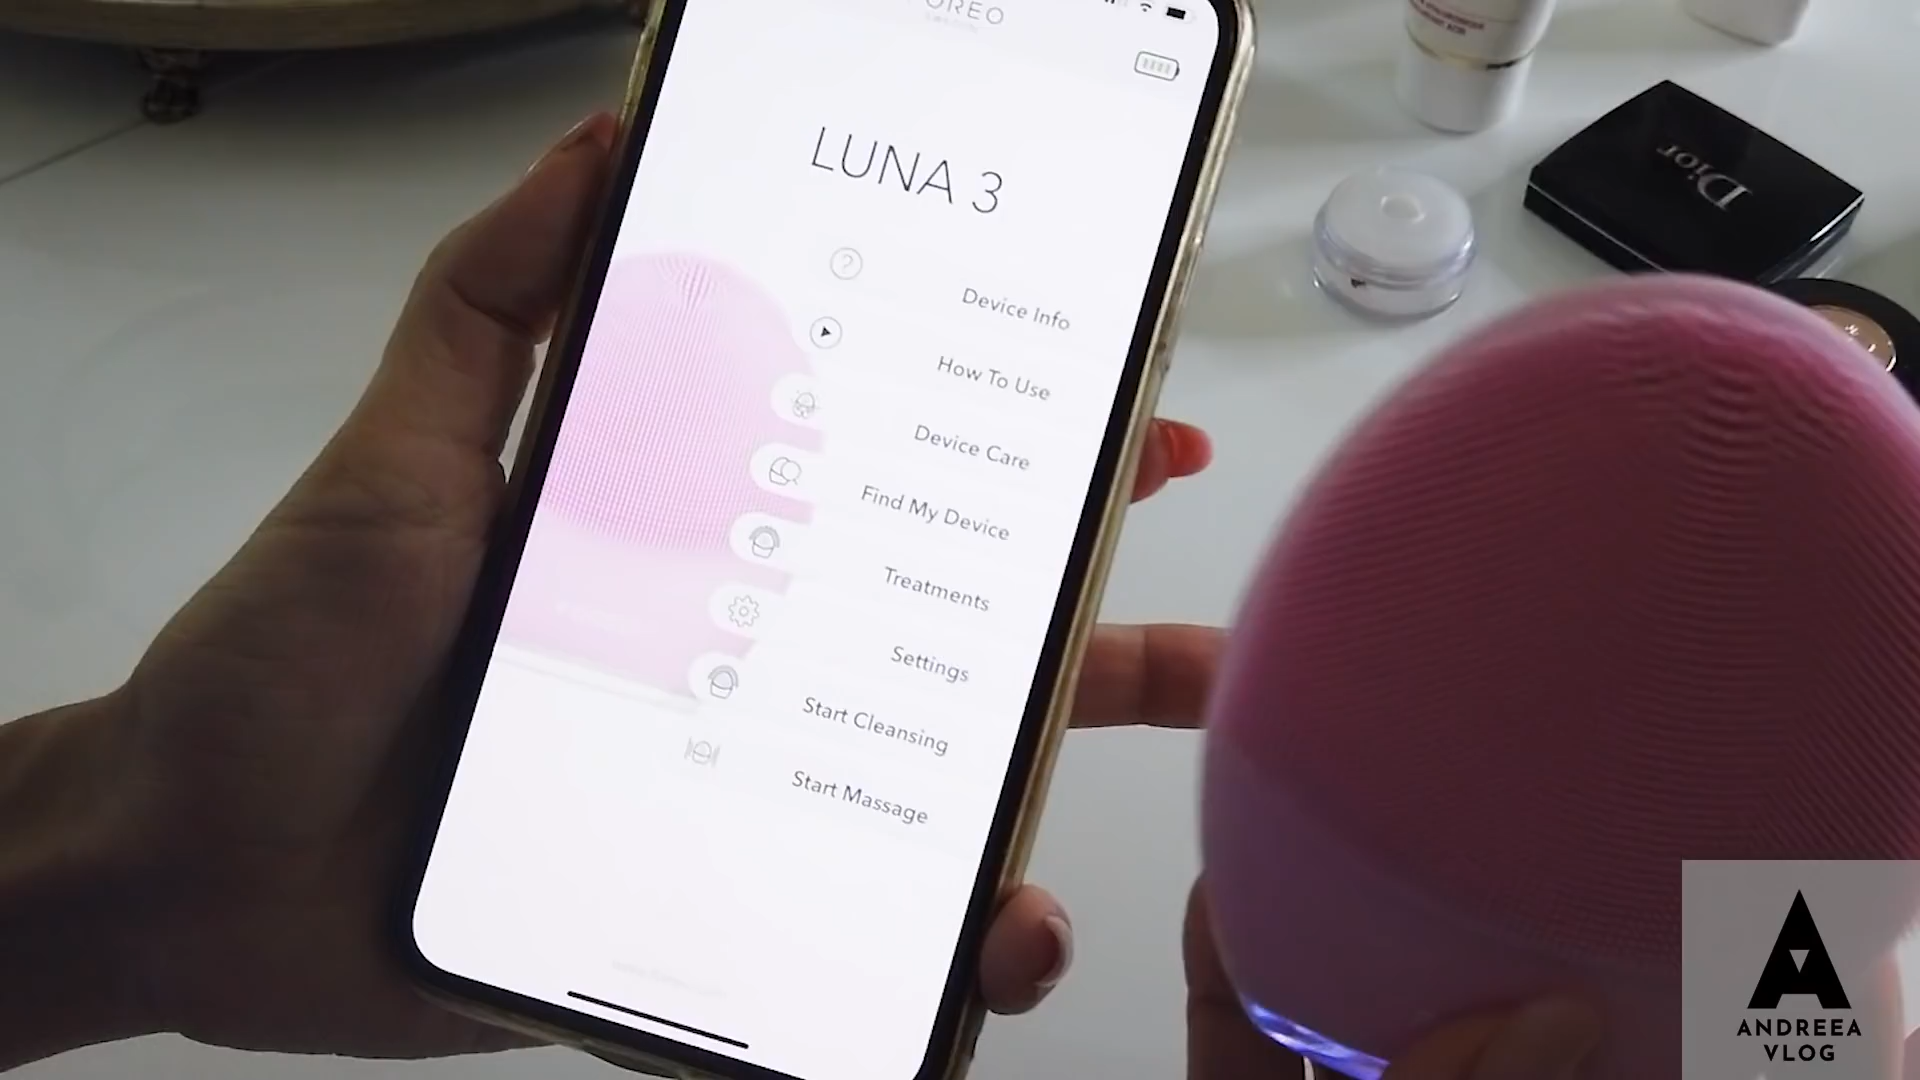 OREO
LUNA 3
Device Info
How To Use
Device Care
Find My Device
Treatments
Settings
Start Cleansing
Start Massage
Dior
ANDREEA
VLOG